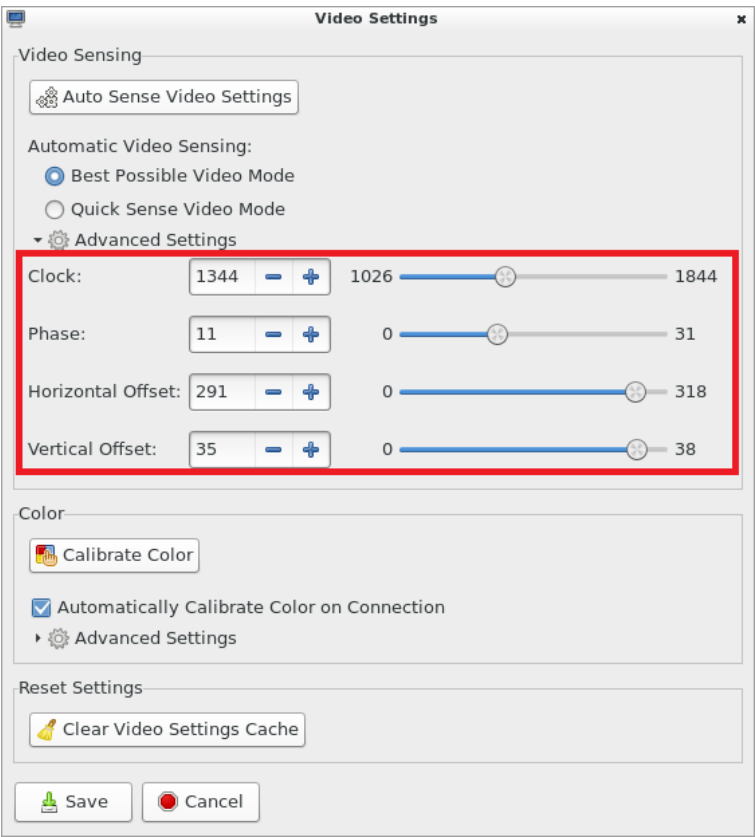 Video Settings
Video Sensing
Auto Sense Video Settings
Automatic Video Sensing:
Best Possible Video Mode
Quick Sense Video Mode
Advanced Settings
Clock: 1344 1026 1844
Phase: 11 0 31
Horizontal Offset: 291 0 318
Vertical Offset: 35 0 38
Color
Calibrate Color
Automatically Calibrate Color on Connection
Advanced Settings
Reset Settings
Clear Video Settings Cache
Save Cancel